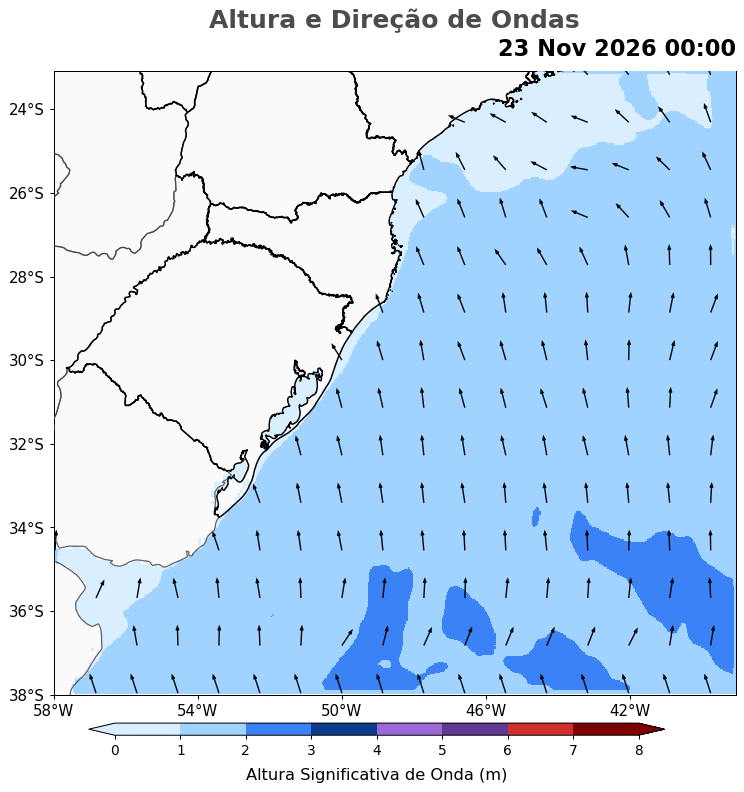 Altura e Direção de Ondas
23 Nov 2026 00:00
24°S
26°S
28°S
30°S
32°S
34°S
36°S
38°S
58°W 54°W 50°W 46°W 42°W
0 1 2 3 4 5 6 7 8
Altura Significativa de Onda (m)